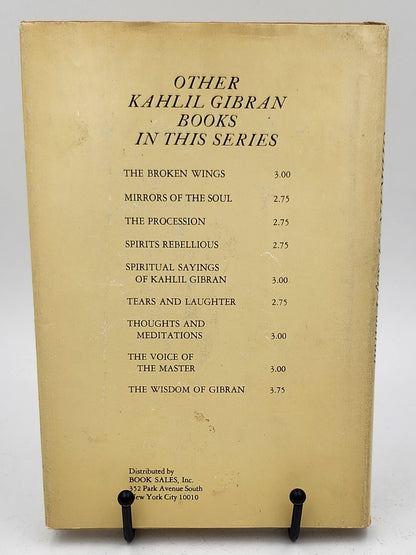 OTHER
KAHLIL GIBRAN
BOOKS
IN THIS SERIES
THE BROKEN WINGS 3.00
MIRRORS OF THE SOUL 2.75
THE PROCESSION 2.75
SPIRITS REBELLIOUS 2.75
SPIRITUAL SAYINGS
OF KAHLIL GIBRAN 3.00
TEARS AND LAUGHTER 2.75
THOUGHTS AND
MEDITATIONS 3.00
THE VOICE OF
THE MASTER 3.00
THE WISDOM OF GIBRAN 3.75
Distributed by
BOOK SALES, Inc.
352 Park Avenue South
New York City 10010